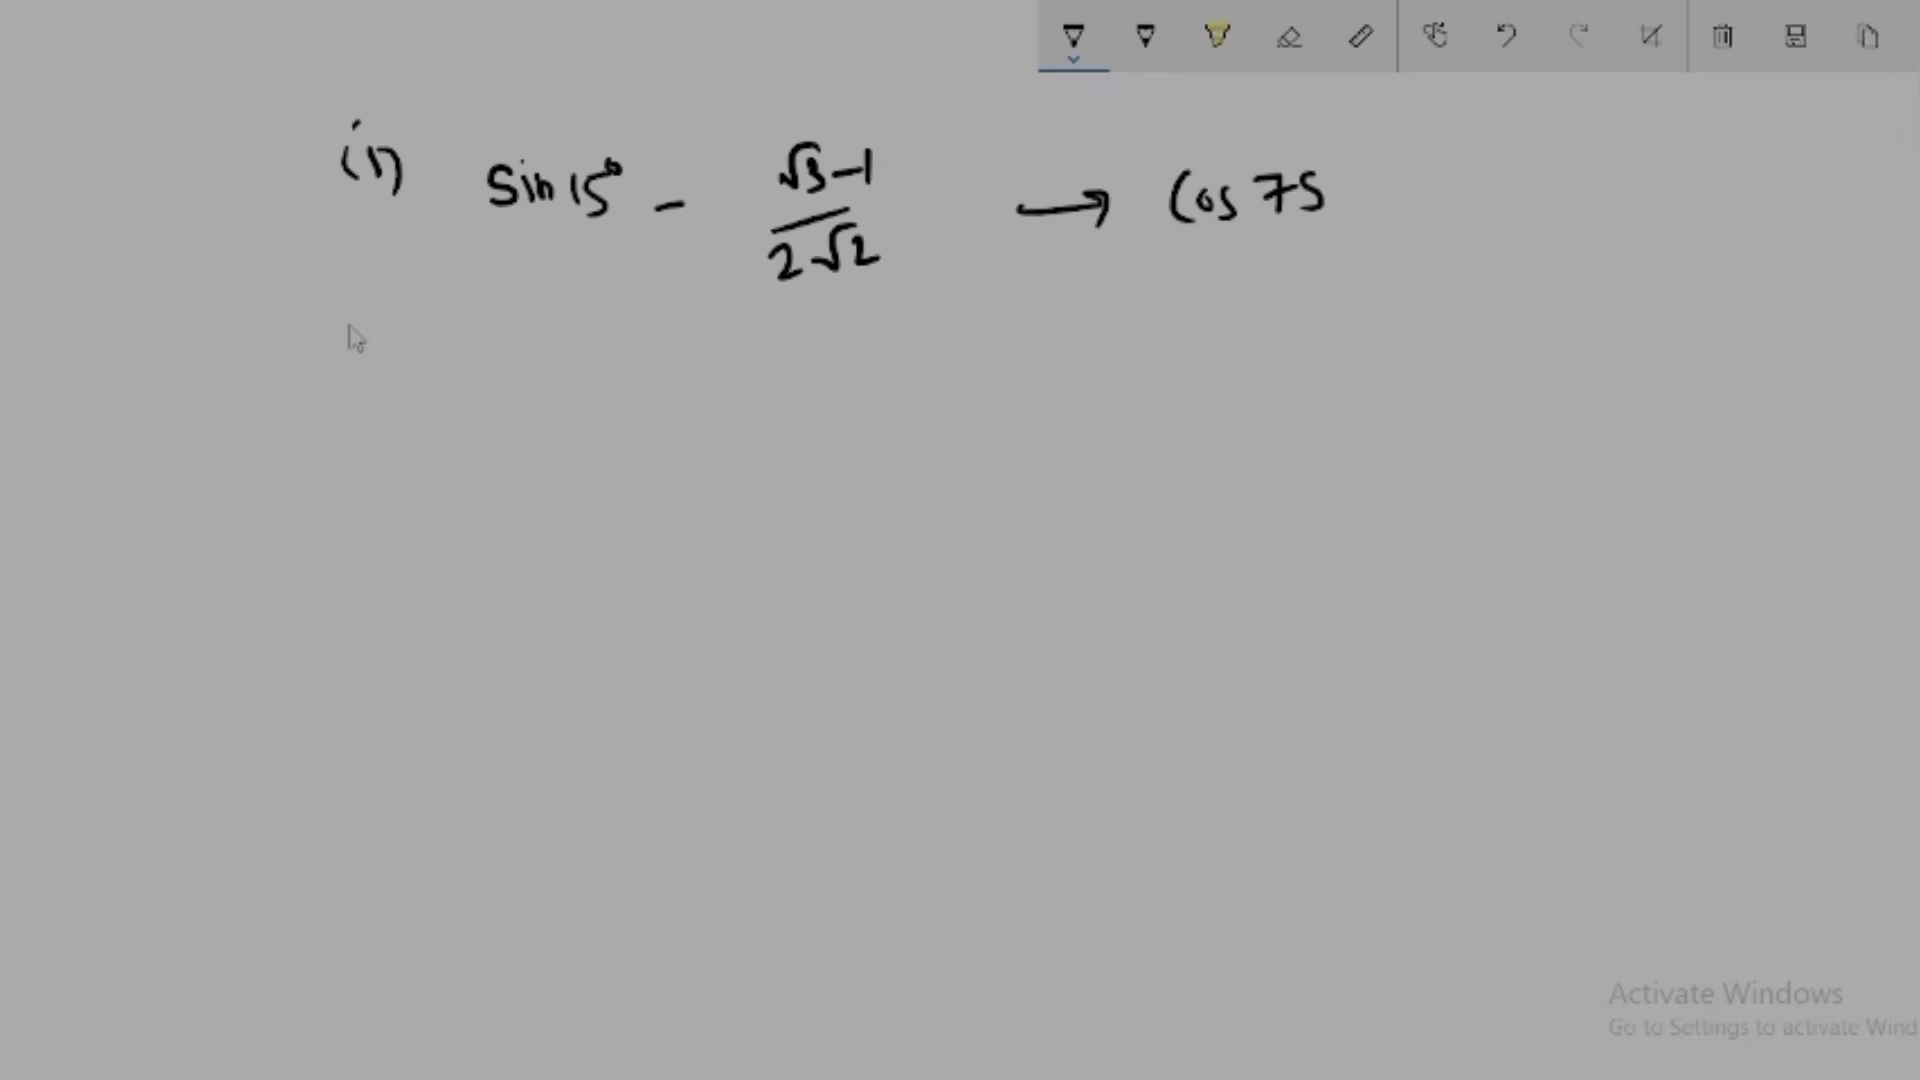 (i) Sin 15° - √3-1/2√2 → Cos 75
Activate Windows
Go to Settings to activate Wind